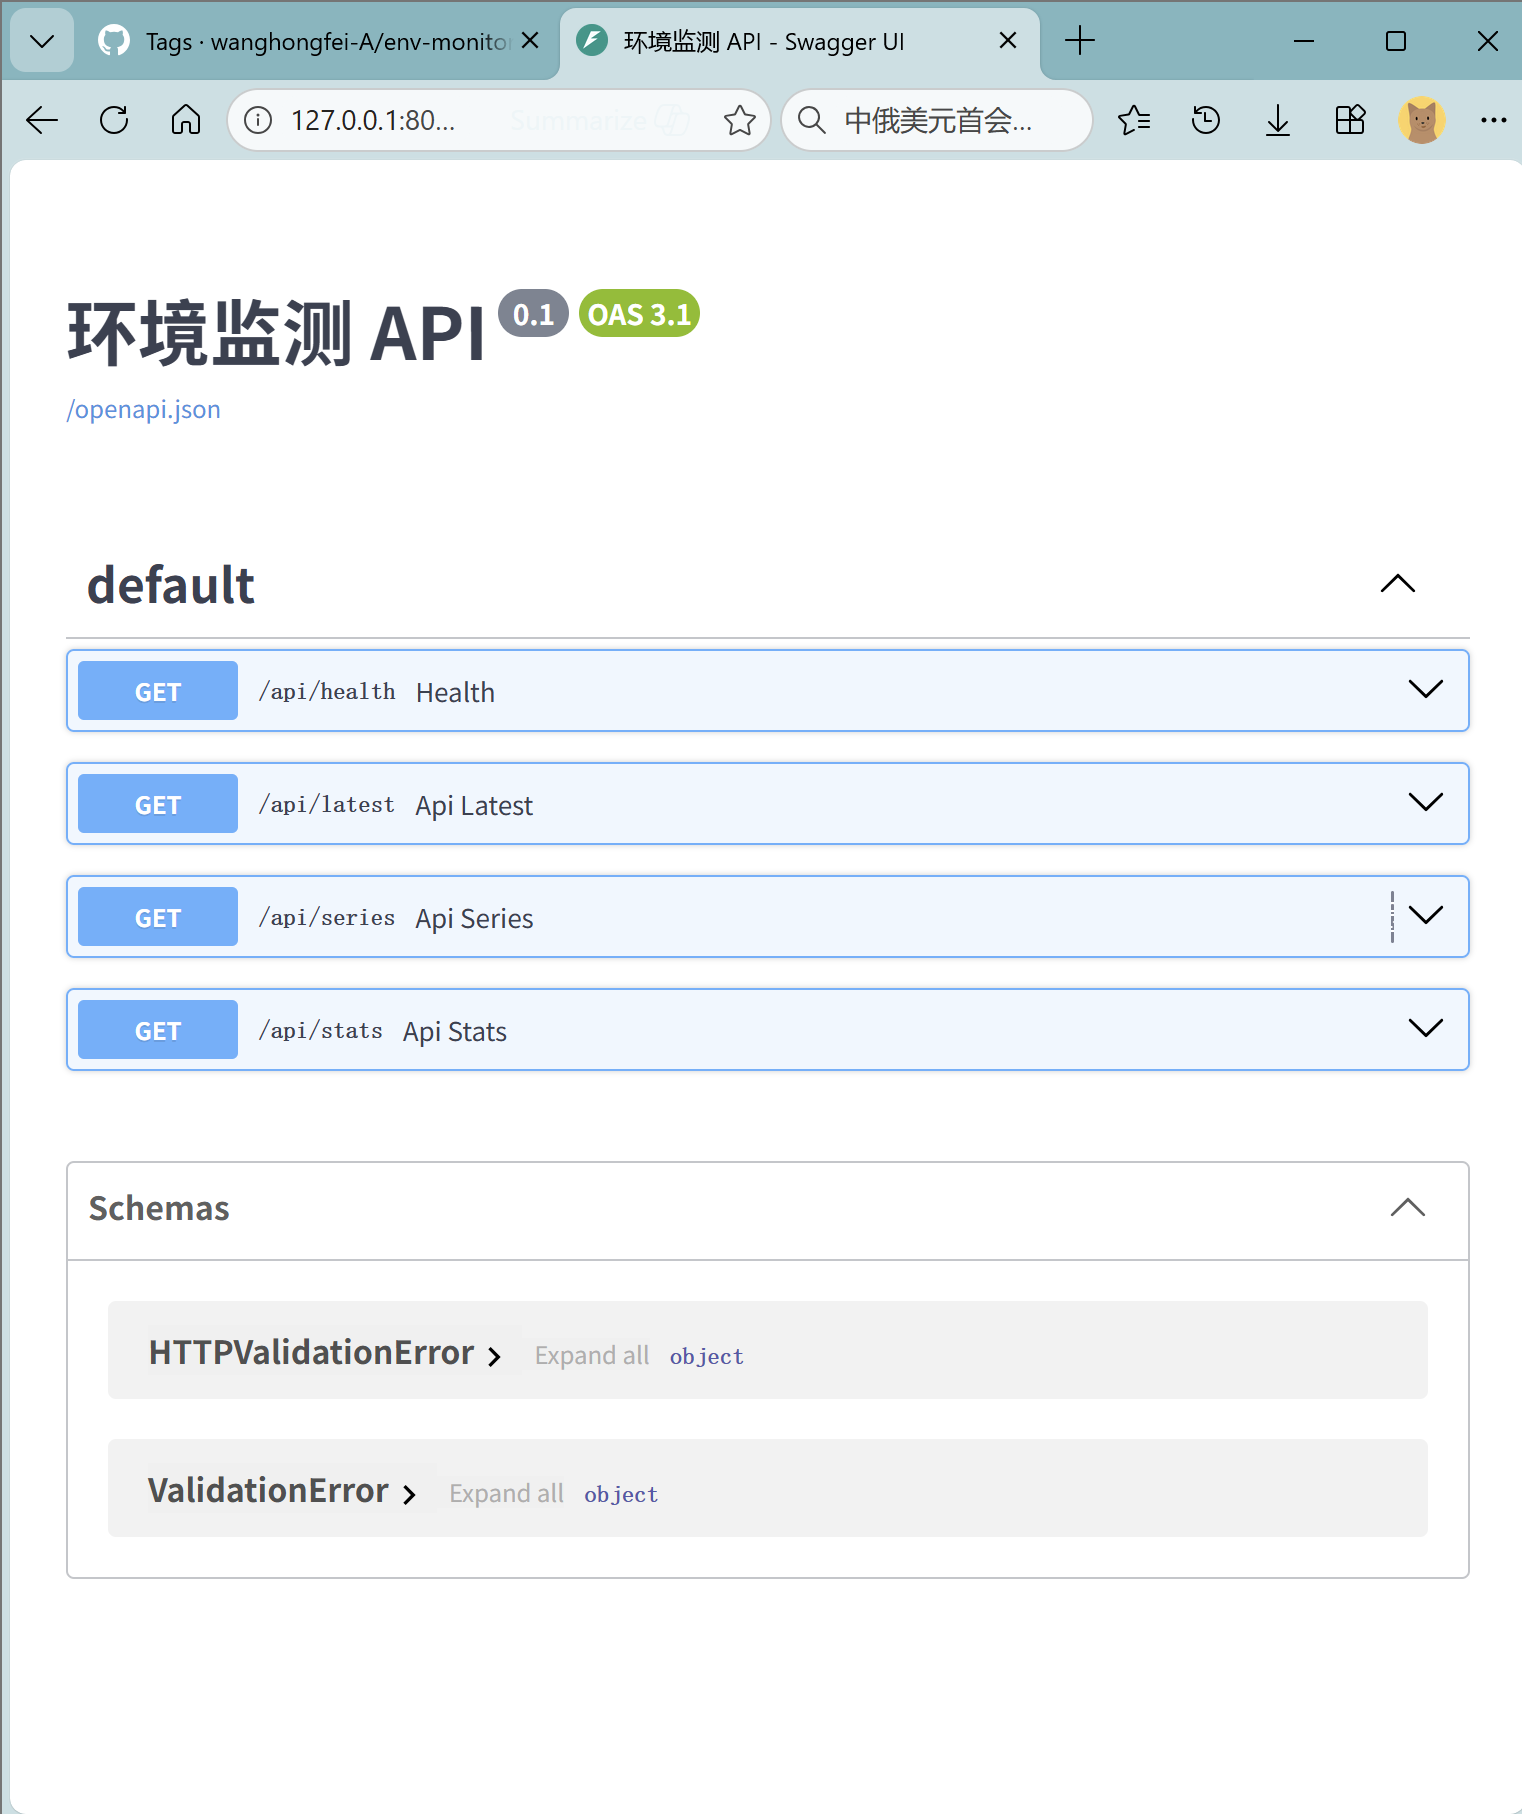 Tags · wanghongfei-A/env-monitor
环境监测 API - Swagger UI
127.0.0.1:80...
Summarize
中俄美元首会...
环境监测 API 0.1 OAS 3.1
/openapi.json
default
GET /api/health Health
GET /api/latest Api Latest
GET /api/series Api Series
GET /api/stats Api Stats
Schemas
HTTPValidationError Expand all object
ValidationError Expand all object